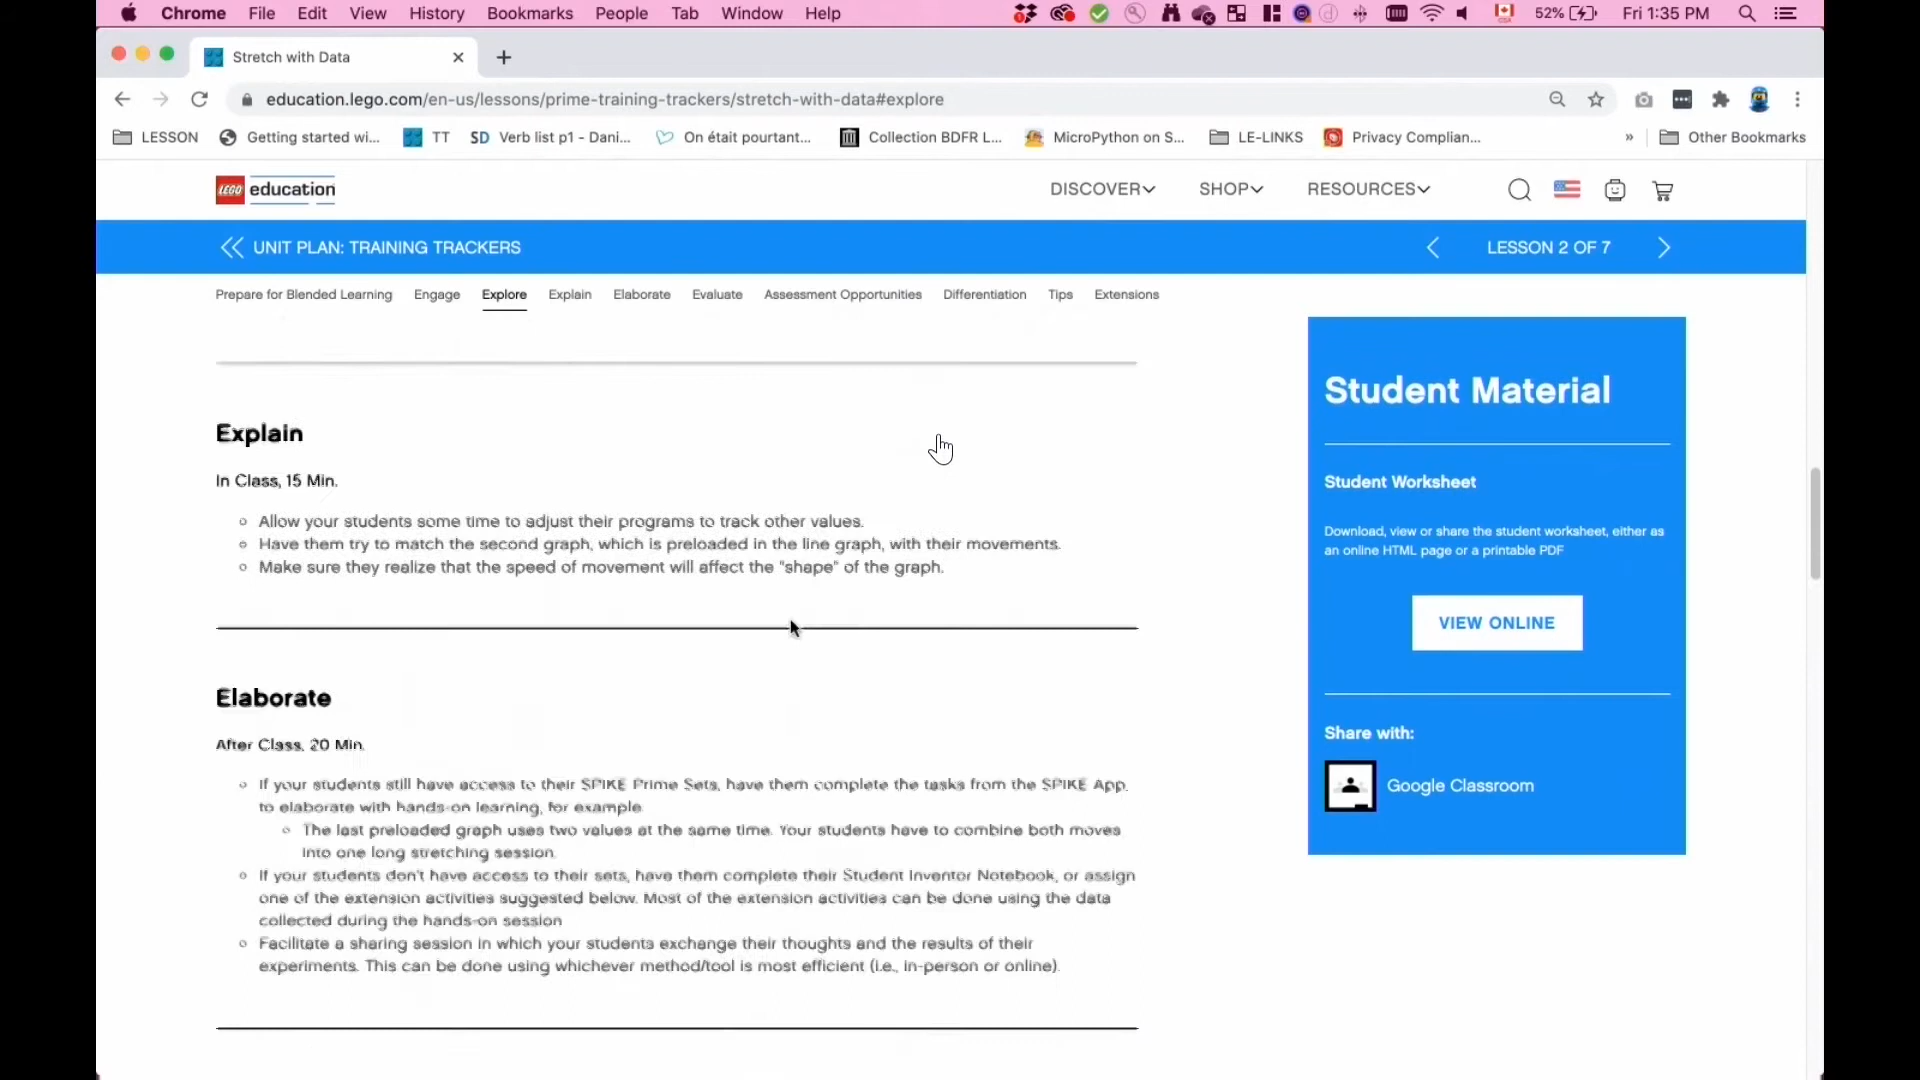 Chrome File Edit View History Bookmarks People Tab Window Help 52% Fri 1:35 PM
Stretch with Data
education.lego.com/en-us/lessons/prime-training-trackers/stretch-with-data#explore
LESSON Getting started wi... TT SD Verb list p1 - Dani... On était pourtant... Collection BDFR L... MicroPython on S... LE-LINKS Privacy Complian... » Other Bookmarks
LEGO education DISCOVER SHOP RESOURCES
UNIT PLAN: TRAINING TRACKERS LESSON 2 OF 7
Prepare for Blended Learning Engage Explore Explain Elaborate Evaluate Assessment Opportunities Differentiation Tips Extensions
Explain
In Class, 15 Min.
Allow your students some time to adjust their programs to track other values.
Have them try to match the second graph, which is preloaded in the line graph, with their movements.
Make sure they realize that the speed of movement will affect the "shape" of the graph.
Elaborate
After Class, 20 Min.
If your students still have access to their SPIKE Prime Sets, have them complete the tasks from the SPIKE App,
to elaborate with hands-on learning, for example
The last preloaded graph uses two values at the same time. Your students have to combine both moves
into one long stretching session.
If your students don't have access to their sets, have them complete their Student Inventor Notebook, or assign
one of the extension activities suggested below. Most of the extension activities can be done using the data
collected during the hands-on session
Facilitate a sharing session in which your students exchange their thoughts and the results of their
experiments. This can be done using whichever method/tool is most efficient (i.e., in-person or online).
Student Material
Student Worksheet
Download, view or share the student worksheet, either as
an online HTML page or a printable PDF
VIEW ONLINE
Share with:
Google Classroom